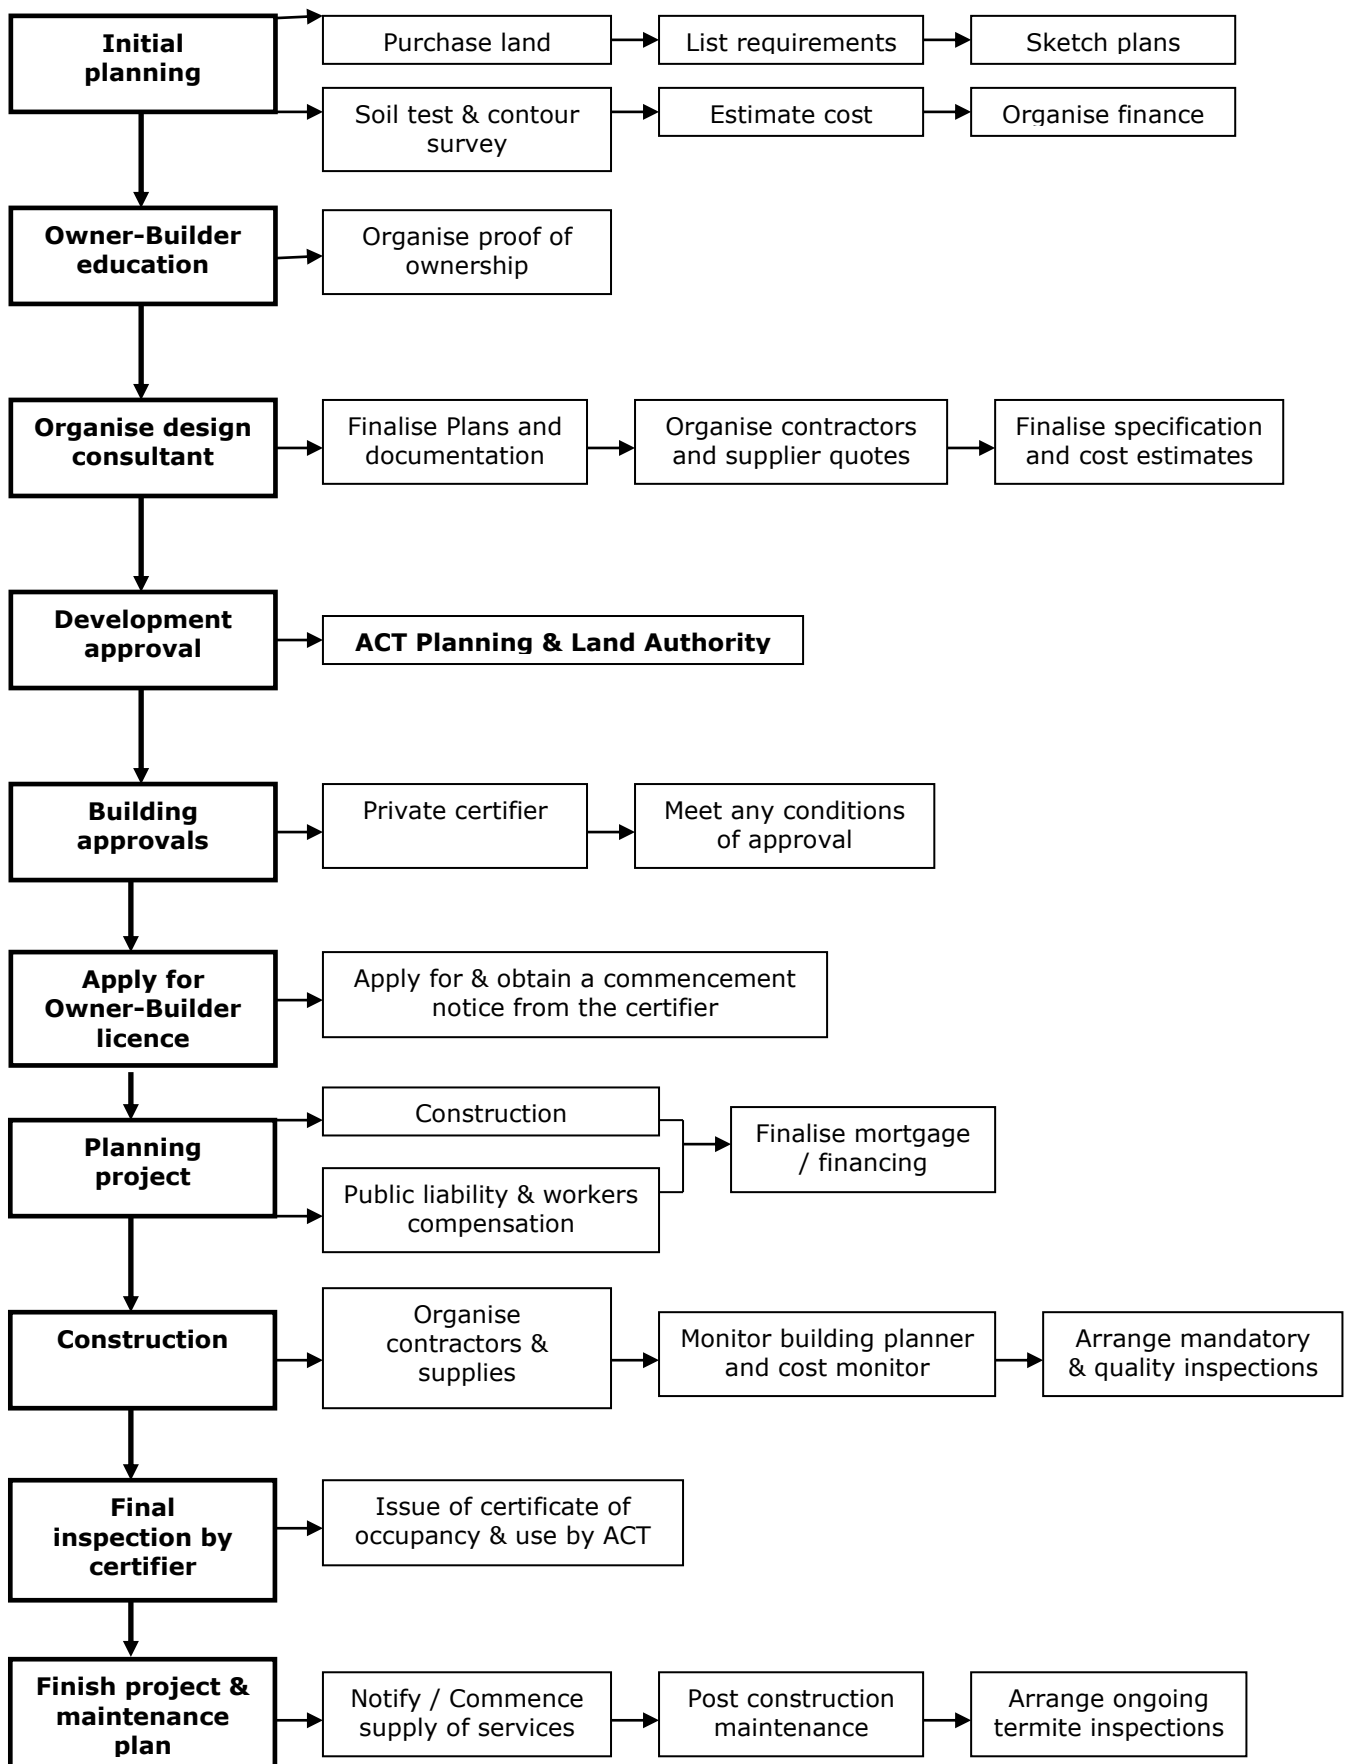 Initial
planning
Purchase land
List requirements
Sketch plans
Soil test & contour
survey
Estimate cost
Organise finance
Owner-Builder
education
Organise proof of
ownership
Organise design
consultant
Finalise Plans and
documentation
Organise contractors
and supplier quotes
Finalise specification
and cost estimates
Development
approval
ACT Planning & Land Authority
Building
approvals
Private certifier
Meet any conditions
of approval
Apply for
Owner-Builder
licence
Apply for & obtain a commencement
notice from the certifier
Planning
project
Construction
Public liability & workers
compensation
Finalise mortgage
/ financing
Construction
Organise
contractors &
supplies
Monitor building planner
and cost monitor
Arrange mandatory
& quality inspections
Final
inspection by
certifier
Issue of certificate of
occupancy & use by ACT
Finish project &
maintenance
plan
Notify / Commence
supply of services
Post construction
maintenance
Arrange ongoing
termite inspections